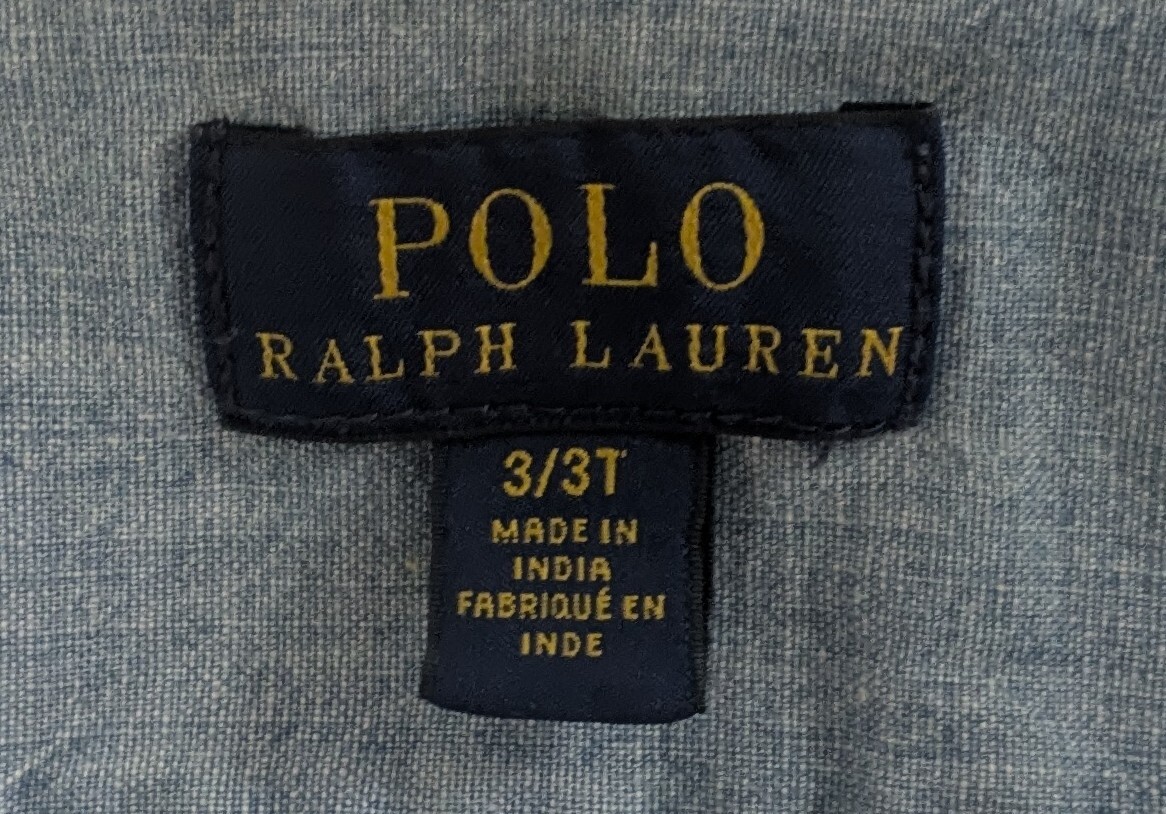 POLO
RALPH LAUREN
3/3T
MADE IN
INDIA
FABRIQUÉ EN
INDE